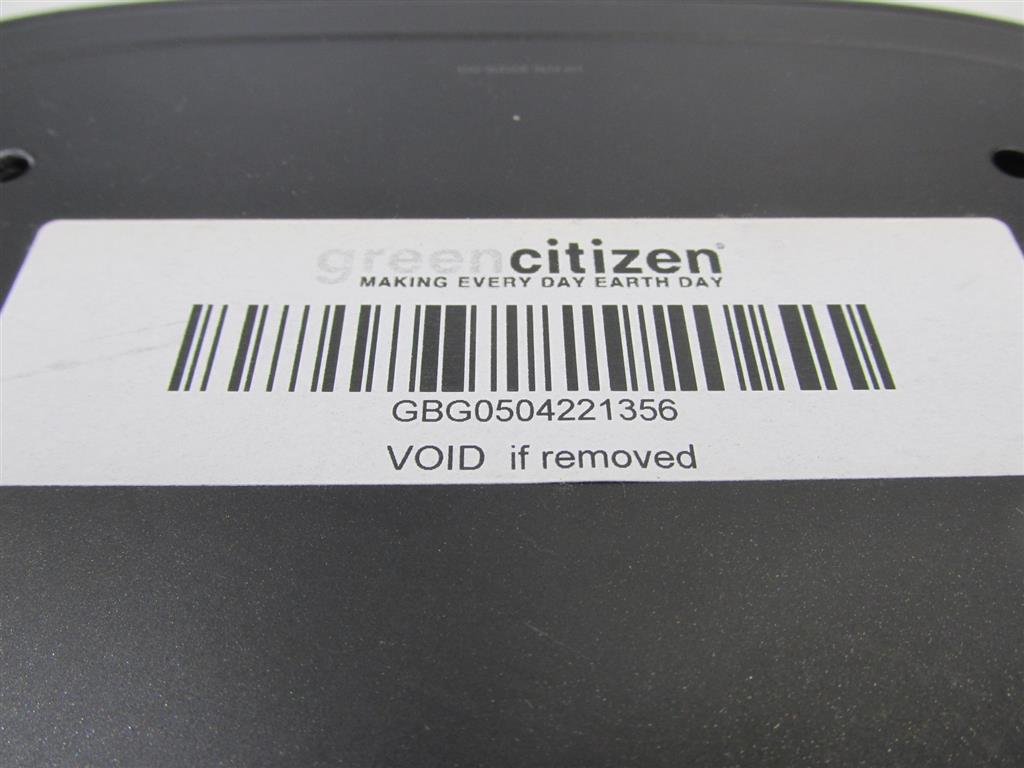 greencitizen®
MAKING EVERY DAY EARTH DAY
GBG0504221356
VOID if removed